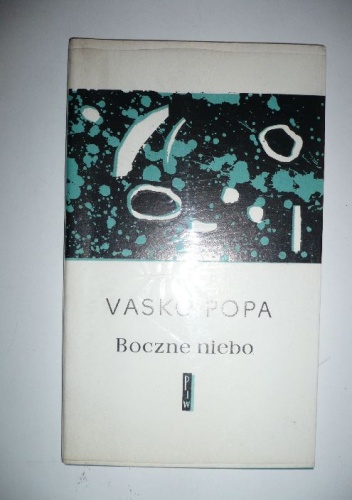 VASKO POPA
Boczne niebo
PIW